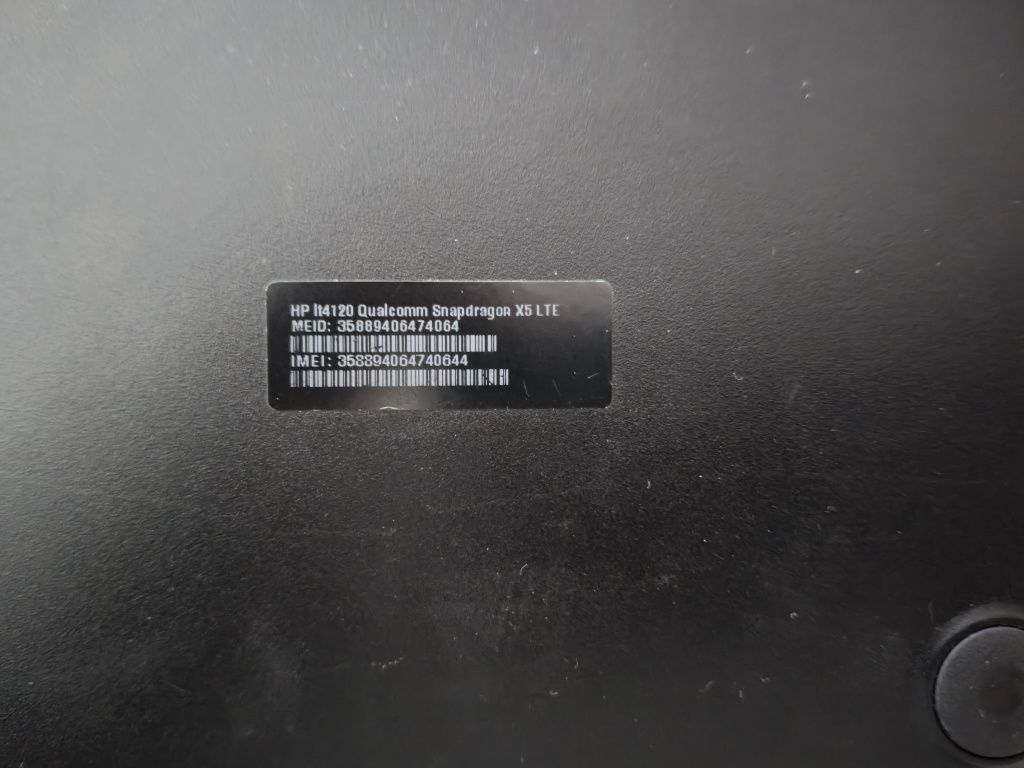 HP lt4120 Qualcomm Snapdragon X5 LTE
MEID: 35889406474064
IMEI: 358894064740644